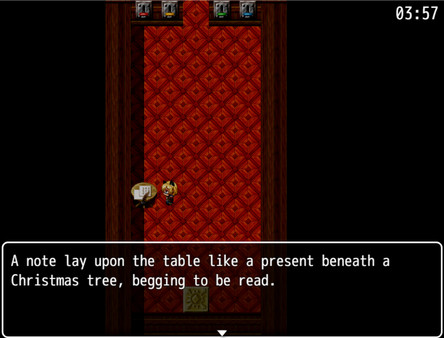 03:57
A note lay upon the table like a present beneath a
Christmas tree, begging to be read.